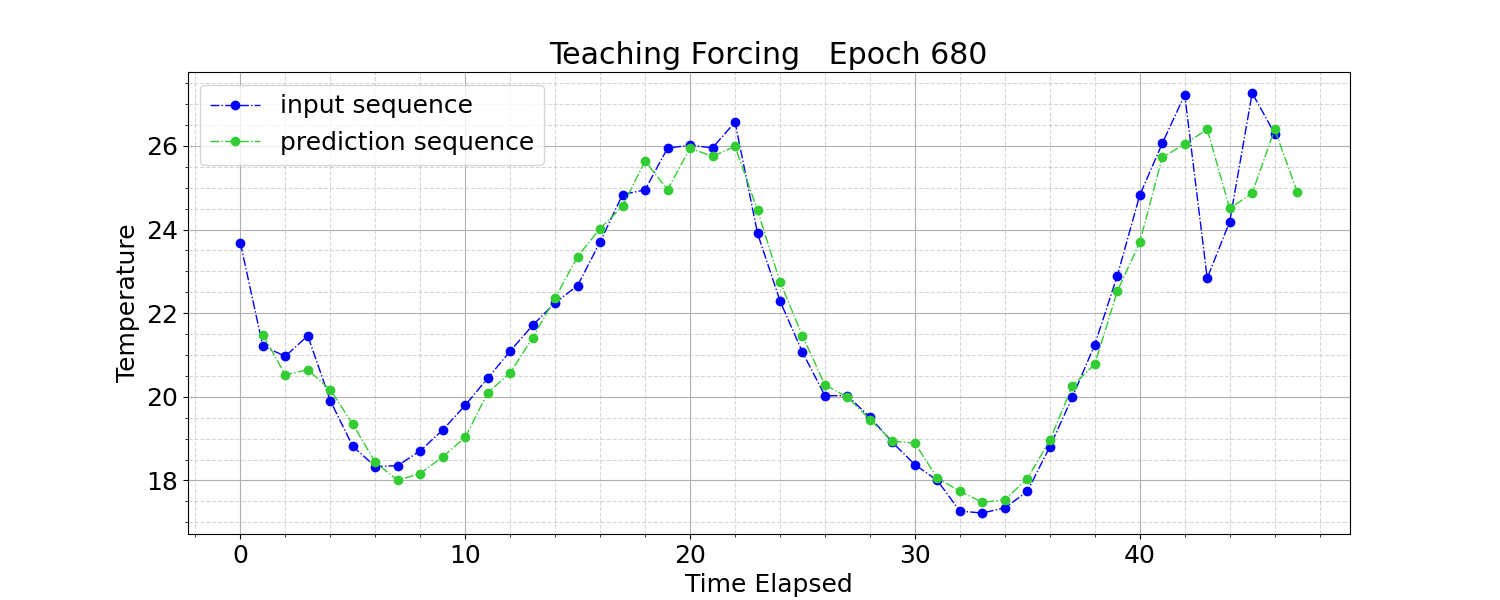 Teaching Forcing   Epoch 680
input sequence
prediction sequence
26
24
22
20
18
Temperature
0 10 20 30 40
Time Elapsed